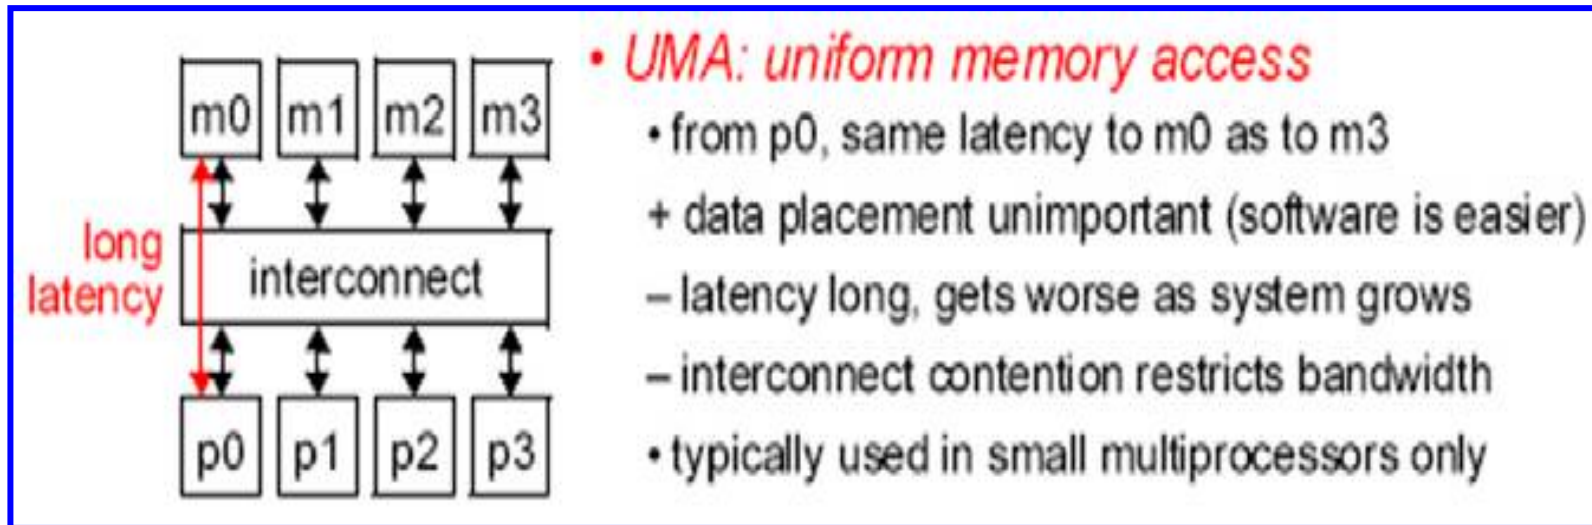 m0 m1 m2 m3
long
latency
interconnect
p0 p1 p2 p3
• UMA: uniform memory access
• from p0, same latency to m0 as to m3
+ data placement unimportant (software is easier)
– latency long, gets worse as system grows
– interconnect contention restricts bandwidth
• typically used in small multiprocessors only